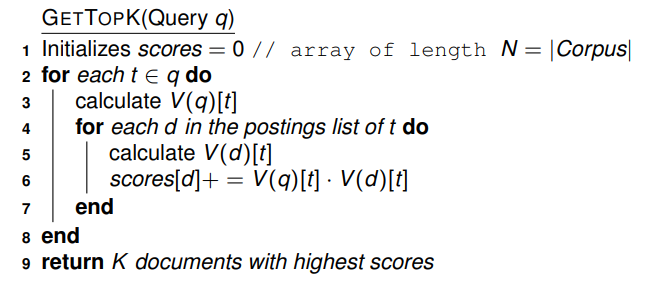 GETTOPK(Query q)
1 Initializes scores = 0 // array of length N = |Corpus|
2 for each t ∈ q do
3 calculate V(q)[t]
4 for each d in the postings list of t do
5 calculate V(d)[t]
6 scores[d]+ = V(q)[t] · V(d)[t]
7 end
8 end
9 return K documents with highest scores